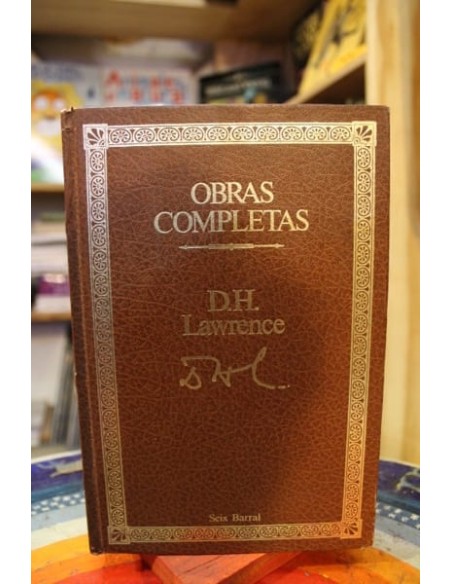 OBRAS
COMPLETAS
D.H.
Lawrence
Seix Barral